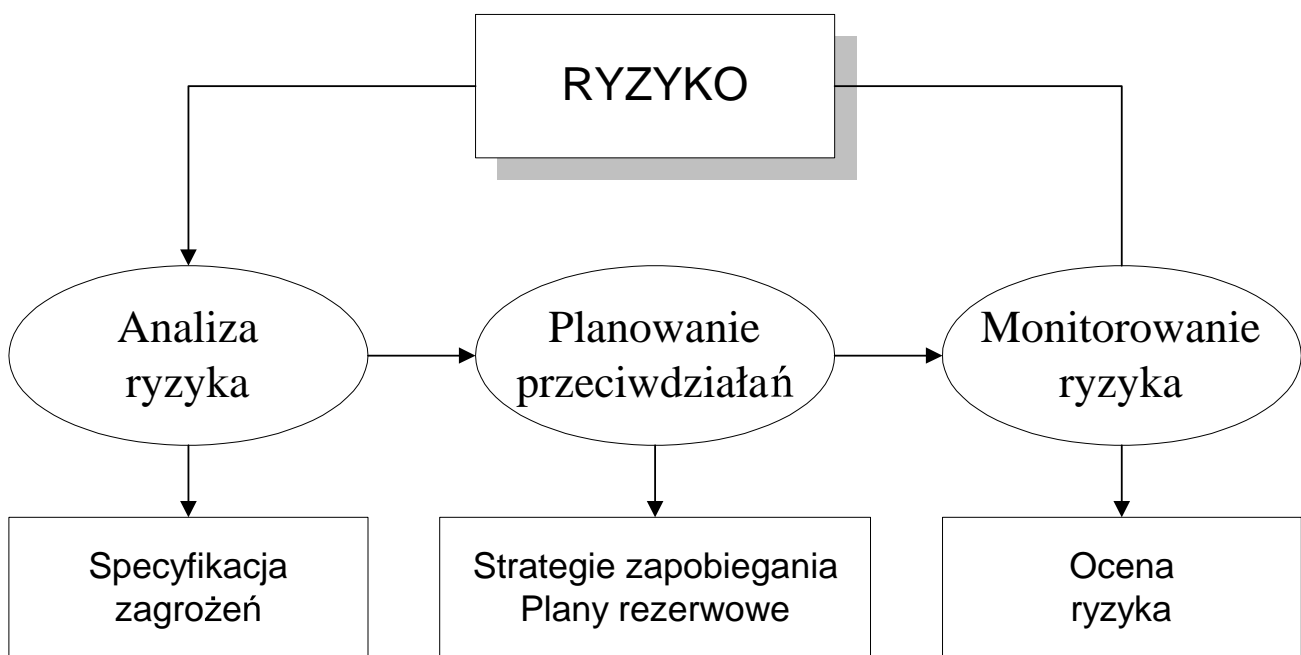 RYZYKO
Analiza
ryzyka
Planowanie
przeciwdziałań
Monitorowanie
ryzyka
Specyfikacja
zagrożeń
Strategie zapobiegania
Plany rezerwowe
Ocena
ryzyka